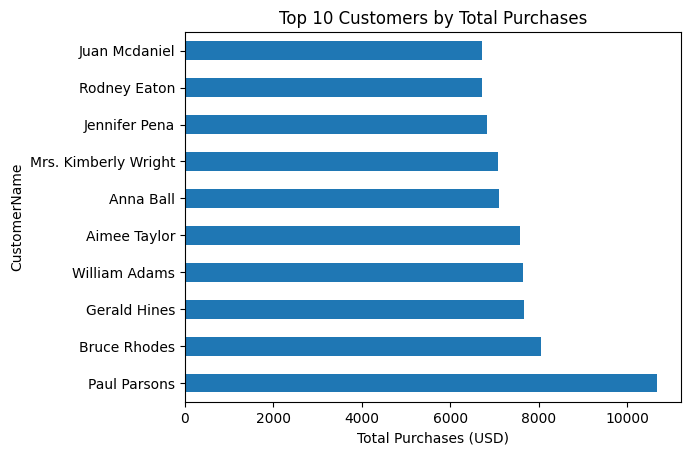 Top 10 Customers by Total Purchases
CustomerName
Juan Mcdaniel
Rodney Eaton
Jennifer Pena
Mrs. Kimberly Wright
Anna Ball
Aimee Taylor
William Adams
Gerald Hines
Bruce Rhodes
Paul Parsons
0 2000 4000 6000 8000 10000
Total Purchases (USD)